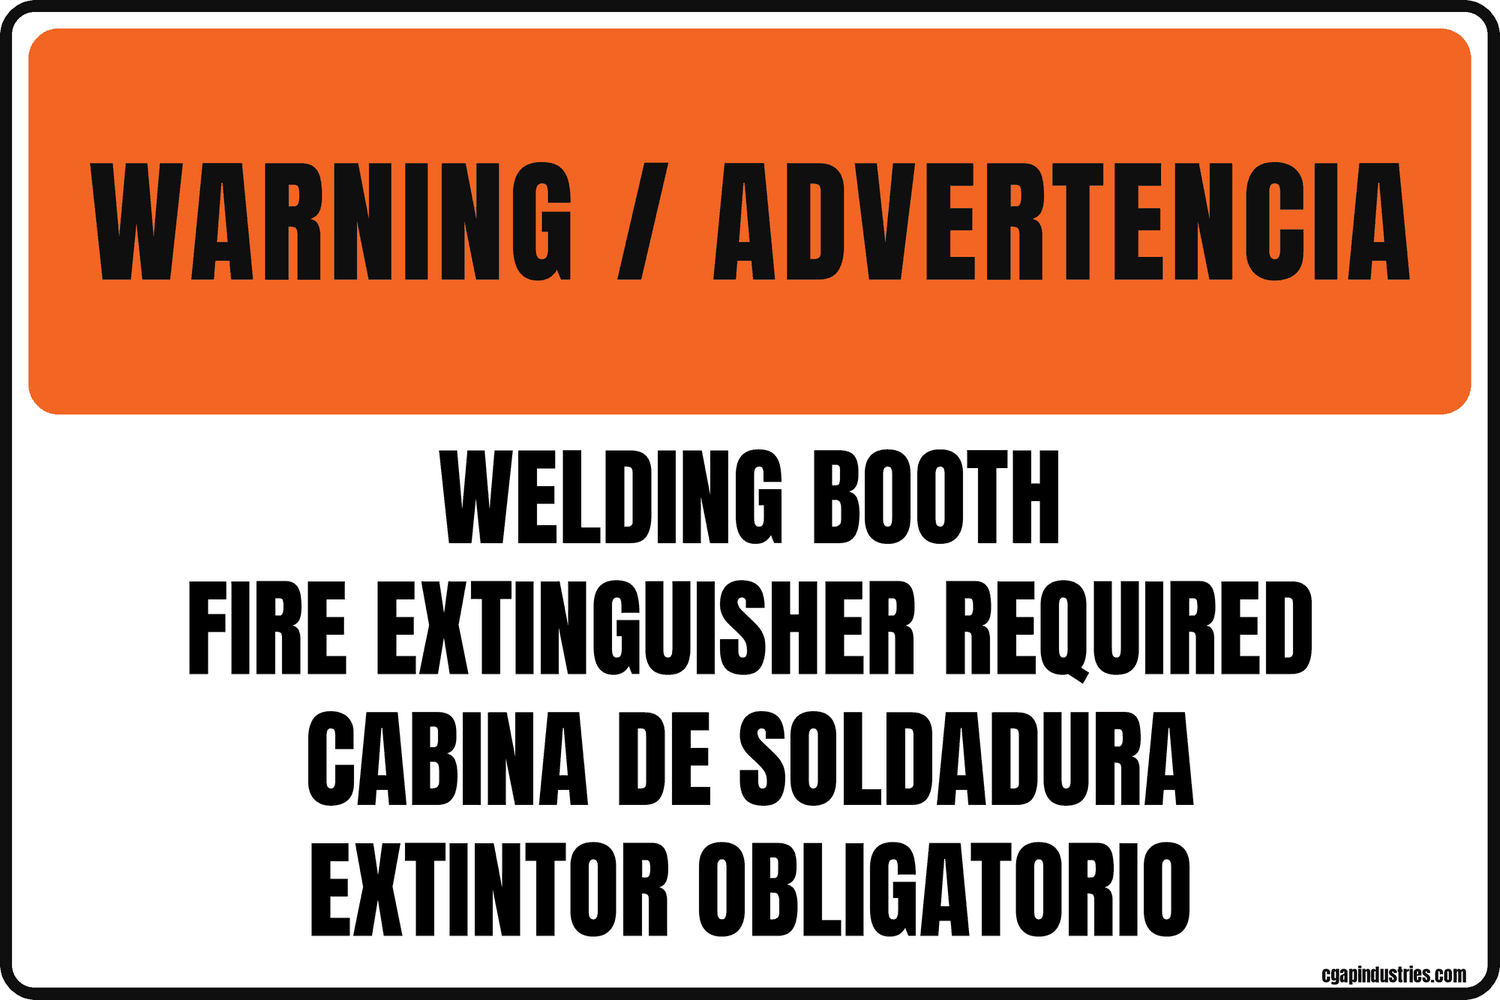 WARNING / ADVERTENCIA
WELDING BOOTH
FIRE EXTINGUISHER REQUIRED
CABINA DE SOLDADURA
EXTINTOR OBLIGATORIO
cgapindustries.com